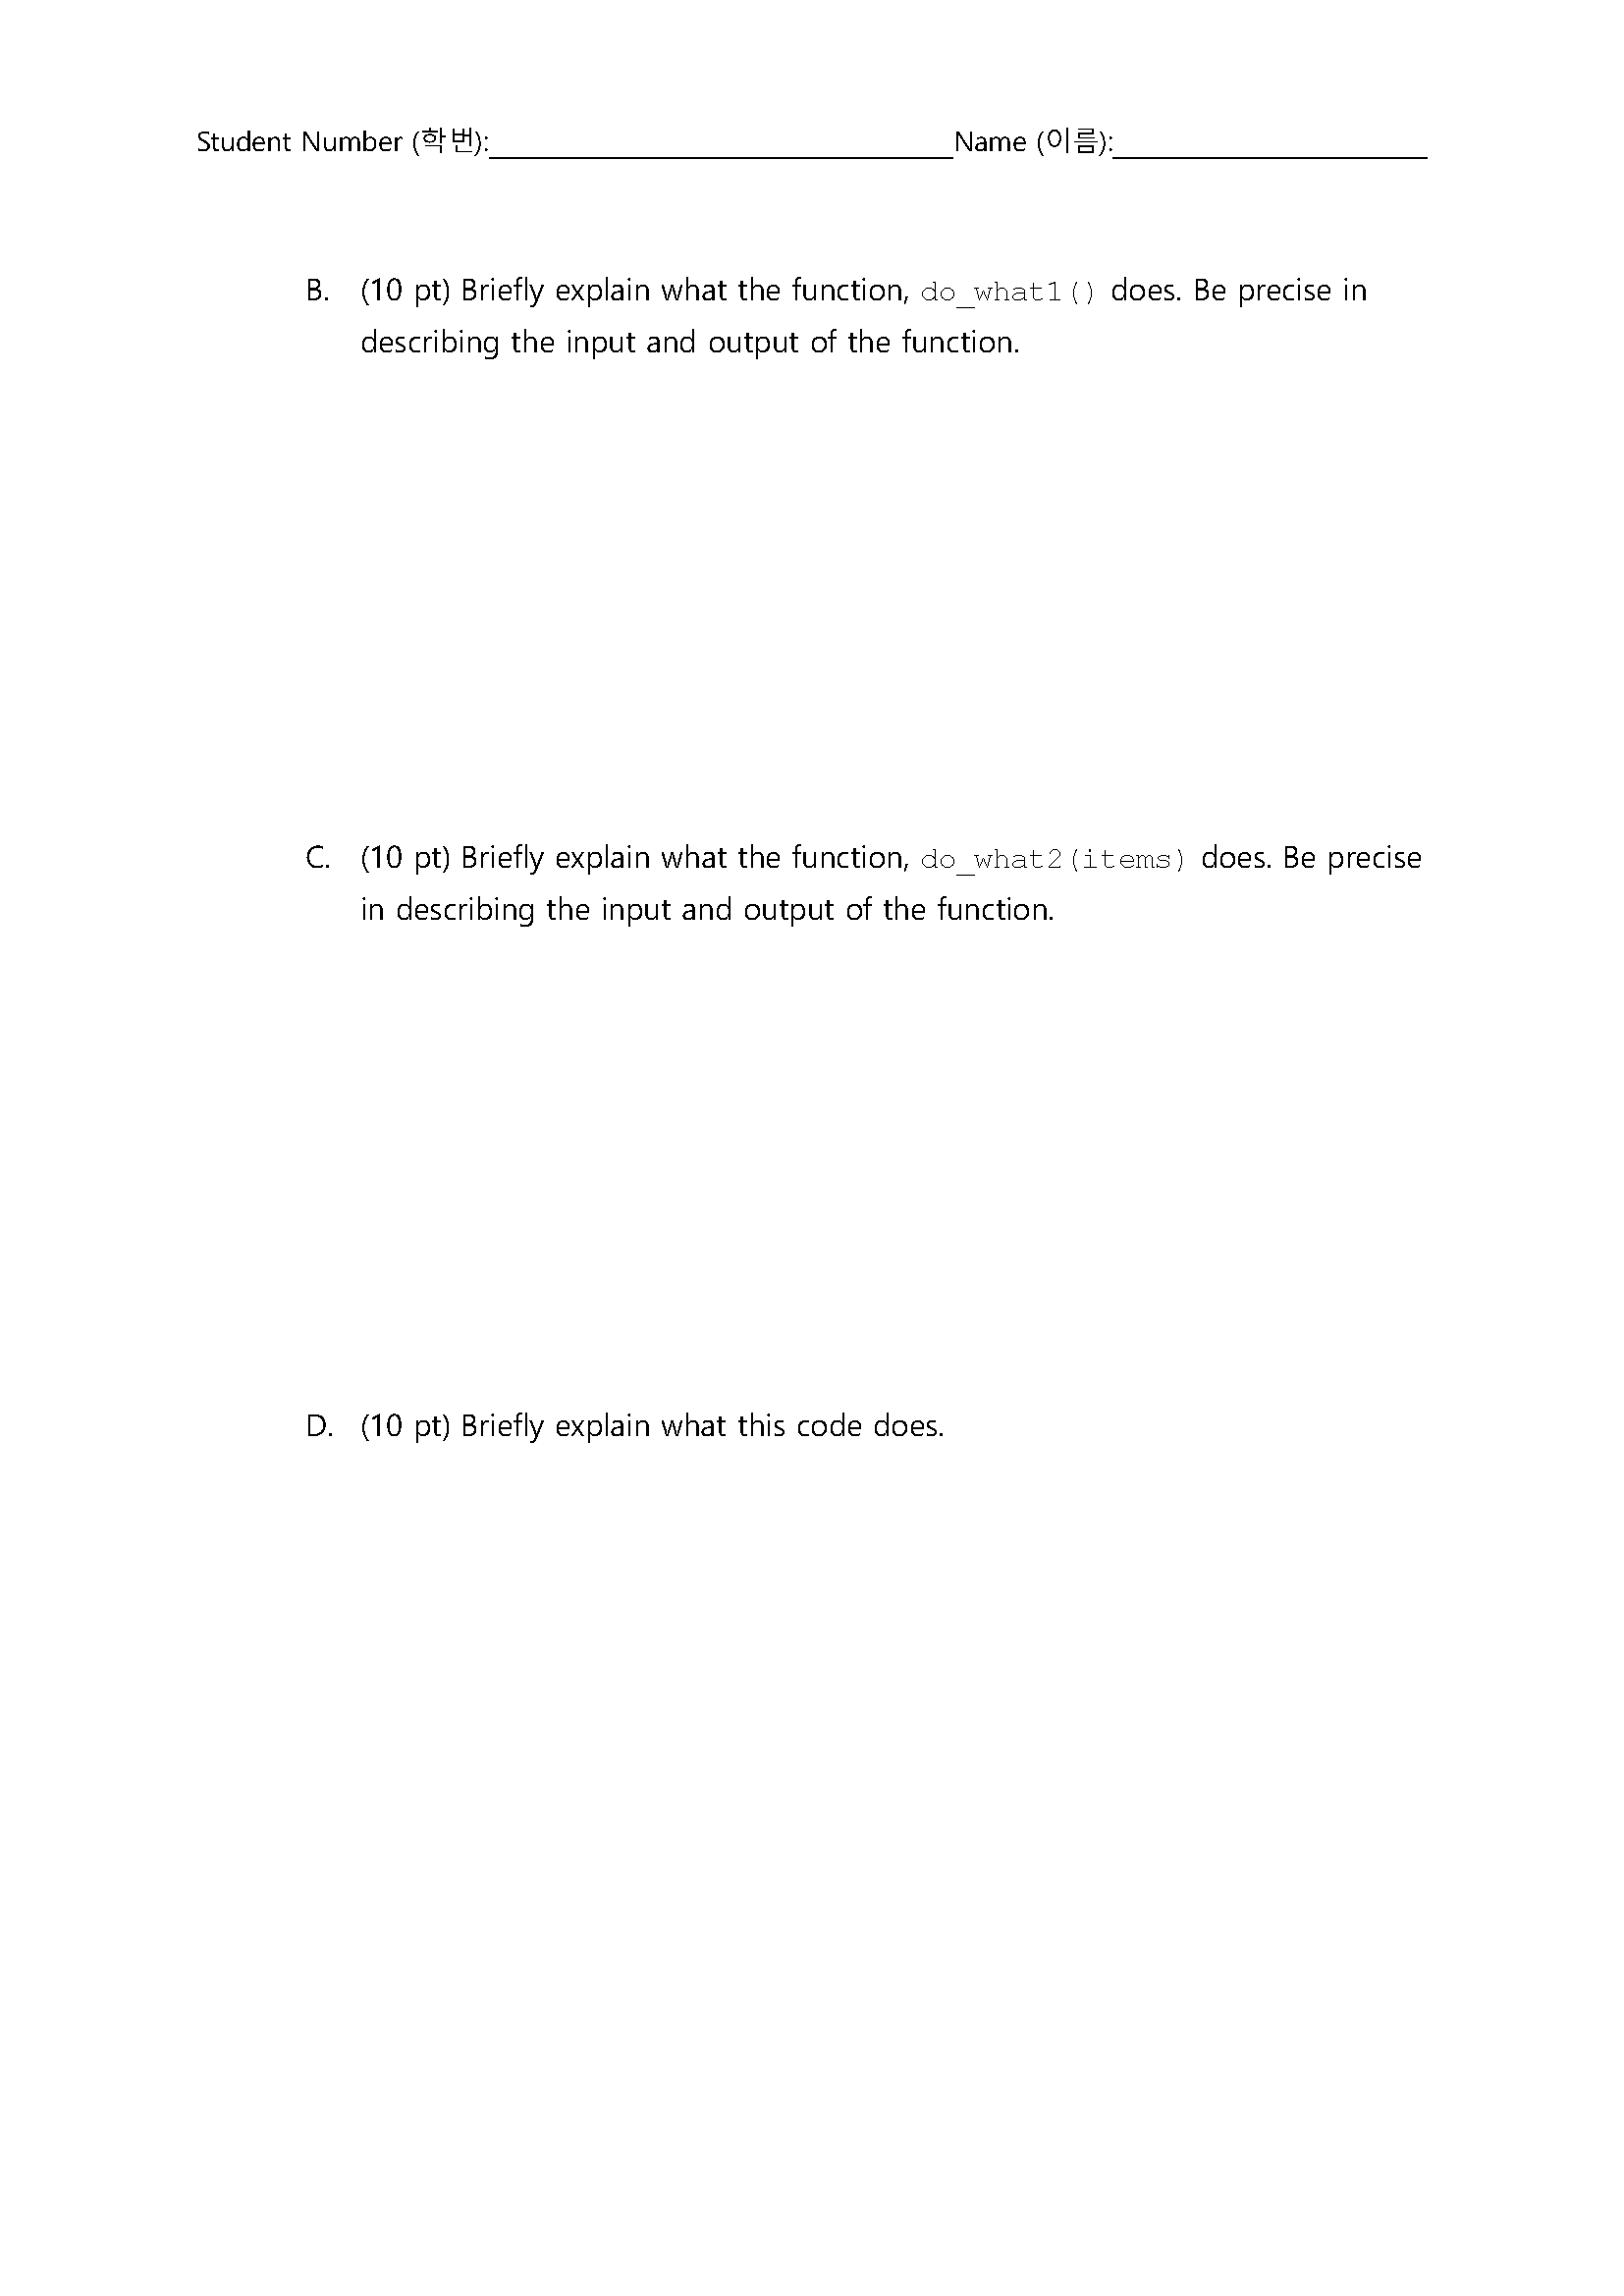 Student Number (학번):                              Name (이름):
B. (10 pt) Briefly explain what the function, do_what1() does. Be precise in
describing the input and output of the function.
C. (10 pt) Briefly explain what the function, do_what2(items) does. Be precise
in describing the input and output of the function.
D. (10 pt) Briefly explain what this code does.